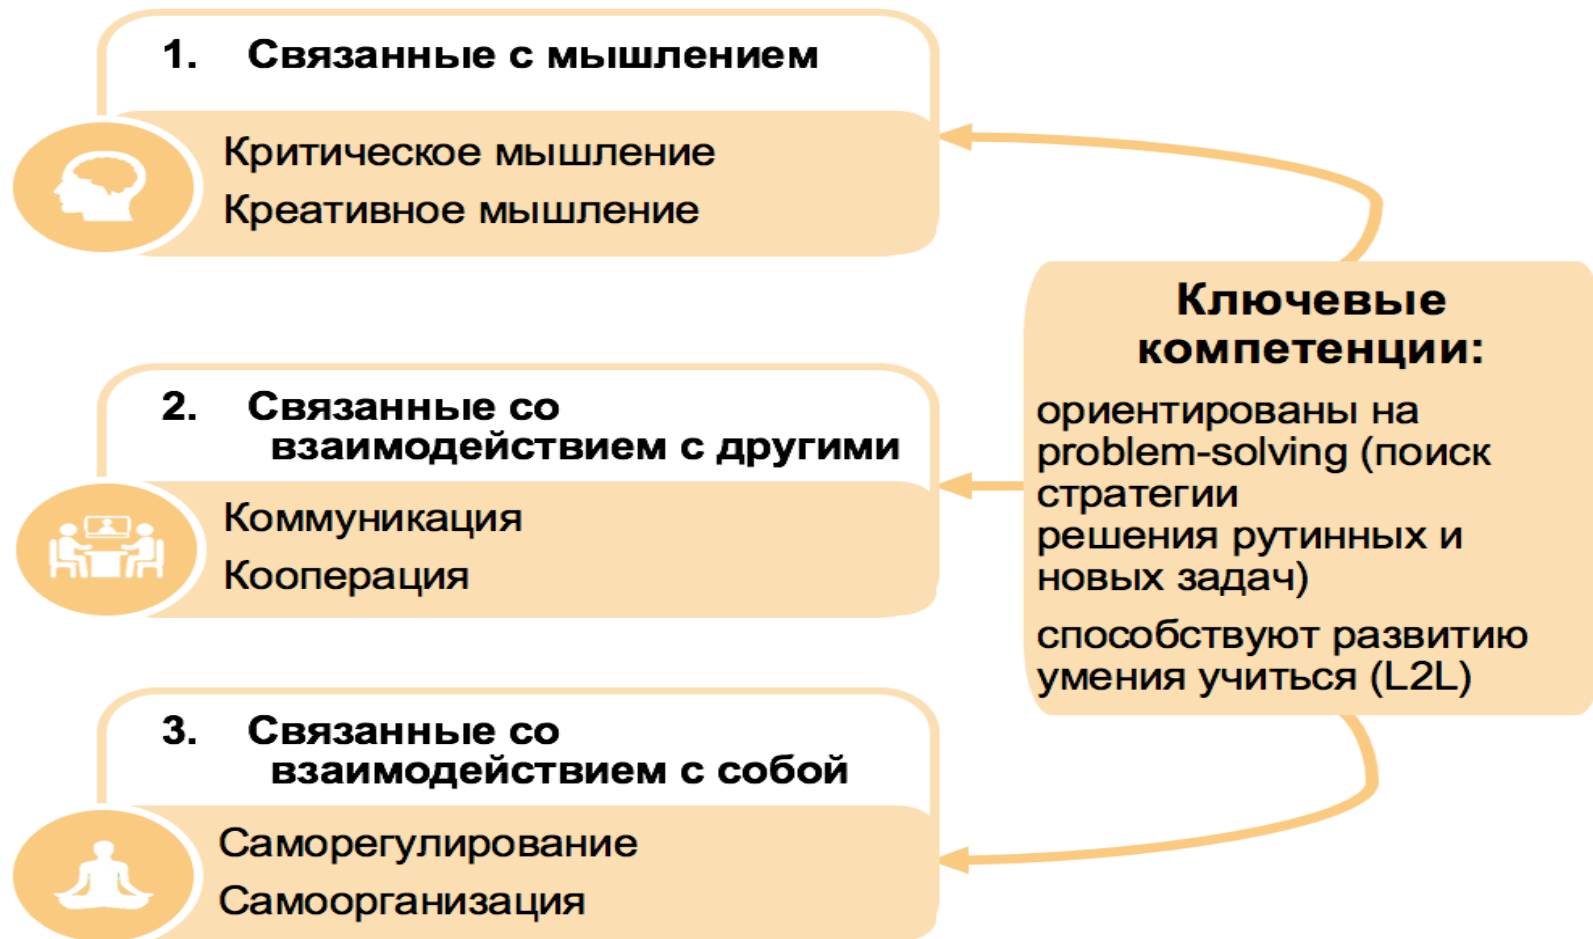 1. Связанные с мышлением
Критическое мышление
Креативное мышление
2. Связанные со
взаимодействием с другими
Коммуникация
Кооперация
3. Связанные со
взаимодействием с собой
Саморегулирование
Самоорганизация
Ключевые
компетенции:
ориентированы на
problem-solving (поиск
стратегии
решения рутинных и
новых задач)
способствуют развитию
умения учиться (L2L)